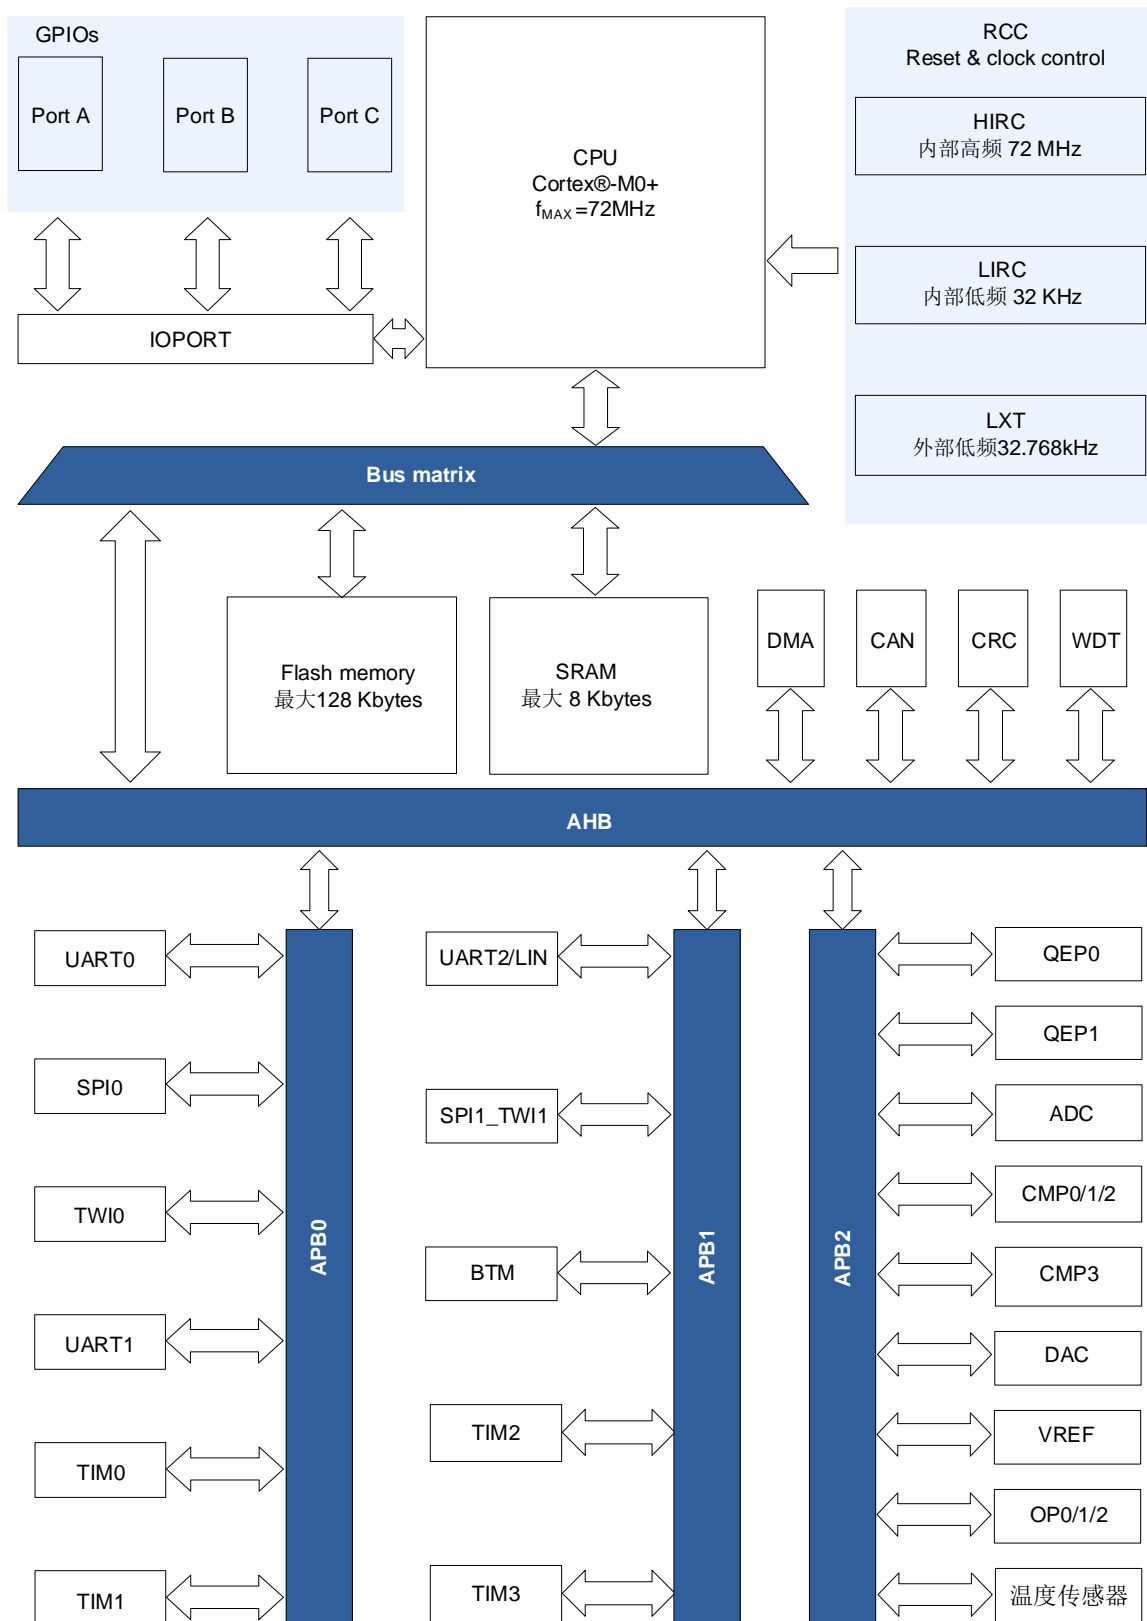 GPIOs
Port A
Port B
Port C
CPU
Cortex®-M0+
fMAX=72MHz
RCC
Reset & clock control
HIRC
内部高频 72 MHz
LIRC
内部低频 32 KHz
LXT
外部低频32.768kHz
IOPORT
Bus matrix
Flash memory
最大128 Kbytes
SRAM
最大 8 Kbytes
DMA
CAN
CRC
WDT
AHB
UART0
SPI0
TWI0
UART1
TIM0
TIM1
APB0
UART2/LIN
SPI1_TWI1
BTM
TIM2
TIM3
APB1
APB2
QEP0
QEP1
ADC
CMP0/1/2
CMP3
DAC
VREF
OP0/1/2
温度传感器